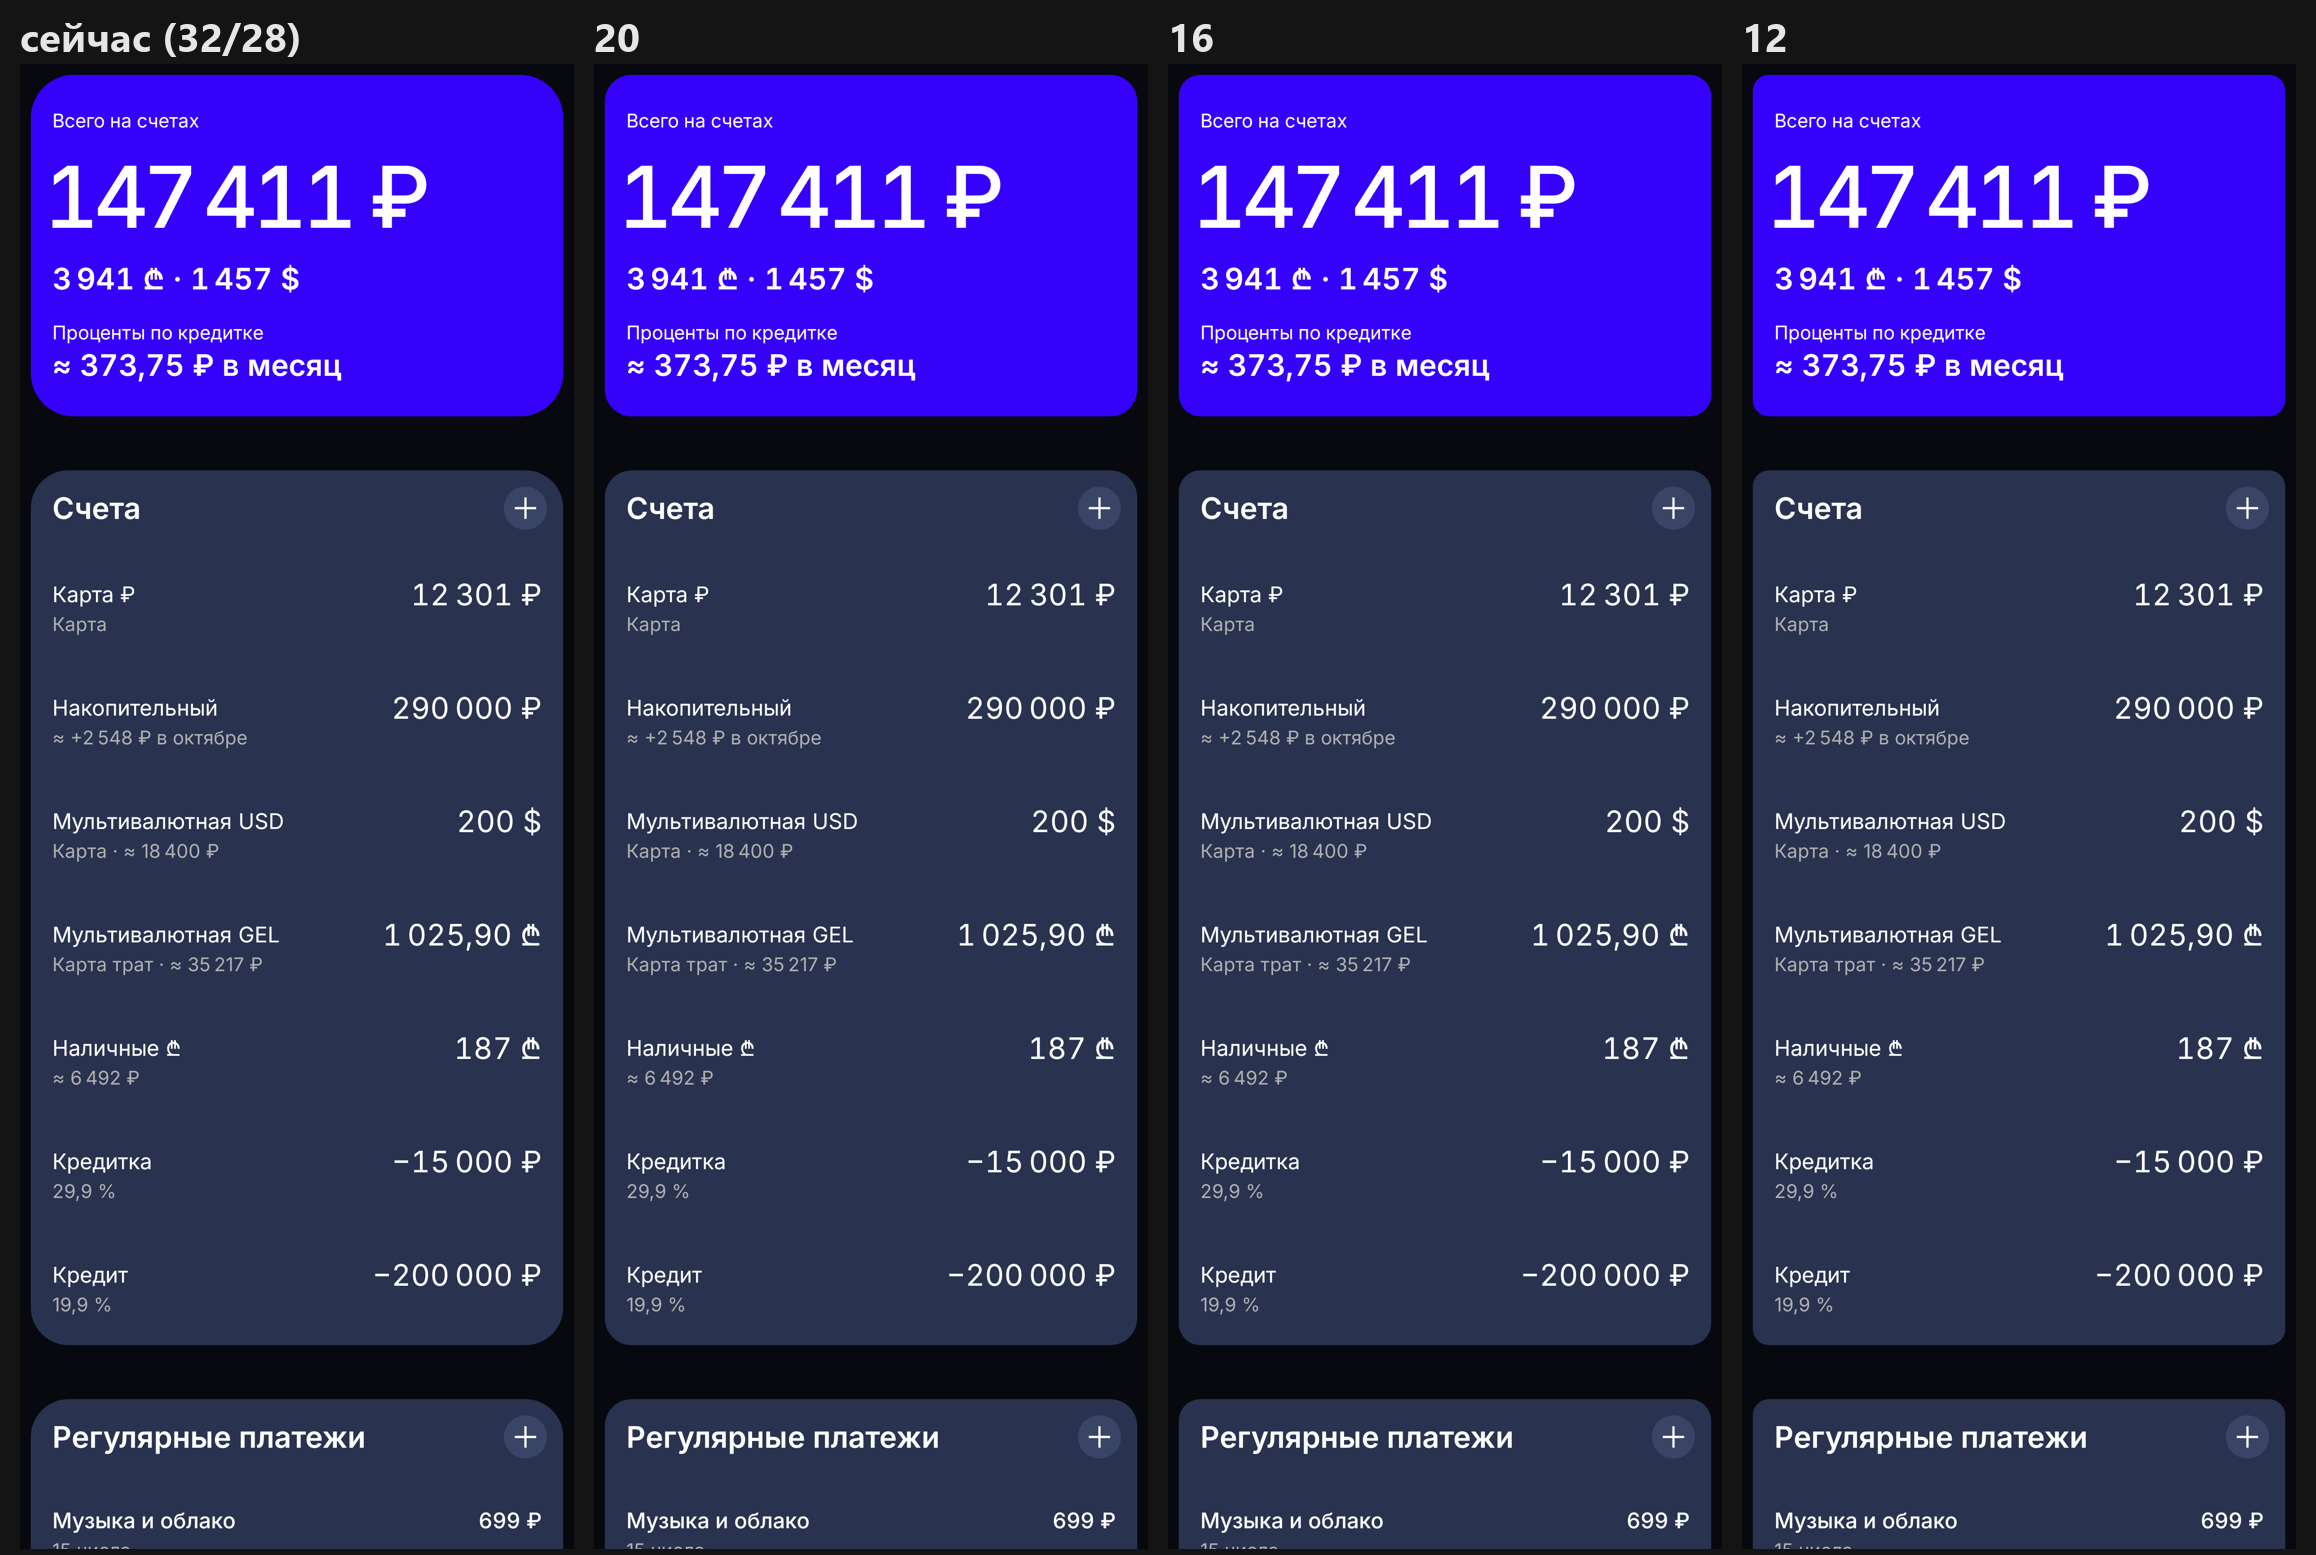 сейчас (32/28)
Всего на счетах
147 411 ₽
3 941 ₾ · 1 457 $
Проценты по кредитке
≈ 373,75 ₽ в месяц
Счета
Карта ₽ 12 301 ₽
Карта
Накопительный 290 000 ₽
≈ +2 548 ₽ в октябре
Мультивалютная USD 200 $
Карта · ≈ 18 400 ₽
Мультивалютная GEL 1 025,90 ₾
Карта трат · ≈ 35 217 ₽
Наличные ₾ 187 ₾
≈ 6 492 ₽
Кредитка −15 000 ₽
29,9 %
Кредит −200 000 ₽
19,9 %
Регулярные платежи
Музыка и облако 699 ₽
20
Всего на счетах
147 411 ₽
3 941 ₾ · 1 457 $
Проценты по кредитке
≈ 373,75 ₽ в месяц
Счета
Карта ₽ 12 301 ₽
Карта
Накопительный 290 000 ₽
≈ +2 548 ₽ в октябре
Мультивалютная USD 200 $
Карта · ≈ 18 400 ₽
Мультивалютная GEL 1 025,90 ₾
Карта трат · ≈ 35 217 ₽
Наличные ₾ 187 ₾
≈ 6 492 ₽
Кредитка −15 000 ₽
29,9 %
Кредит −200 000 ₽
19,9 %
Регулярные платежи
Музыка и облако 699 ₽
16
Всего на счетах
147 411 ₽
3 941 ₾ · 1 457 $
Проценты по кредитке
≈ 373,75 ₽ в месяц
Счета
Карта ₽ 12 301 ₽
Карта
Накопительный 290 000 ₽
≈ +2 548 ₽ в октябре
Мультивалютная USD 200 $
Карта · ≈ 18 400 ₽
Мультивалютная GEL 1 025,90 ₾
Карта трат · ≈ 35 217 ₽
Наличные ₾ 187 ₾
≈ 6 492 ₽
Кредитка −15 000 ₽
29,9 %
Кредит −200 000 ₽
19,9 %
Регулярные платежи
Музыка и облако 699 ₽
12
Всего на счетах
147 411 ₽
3 941 ₾ · 1 457 $
Проценты по кредитке
≈ 373,75 ₽ в месяц
Счета
Карта ₽ 12 301 ₽
Карта
Накопительный 290 000 ₽
≈ +2 548 ₽ в октябре
Мультивалютная USD 200 $
Карта · ≈ 18 400 ₽
Мультивалютная GEL 1 025,90 ₾
Карта трат · ≈ 35 217 ₽
Наличные ₾ 187 ₾
≈ 6 492 ₽
Кредитка −15 000 ₽
29,9 %
Кредит −200 000 ₽
19,9 %
Регулярные платежи
Музыка и облако 699 ₽